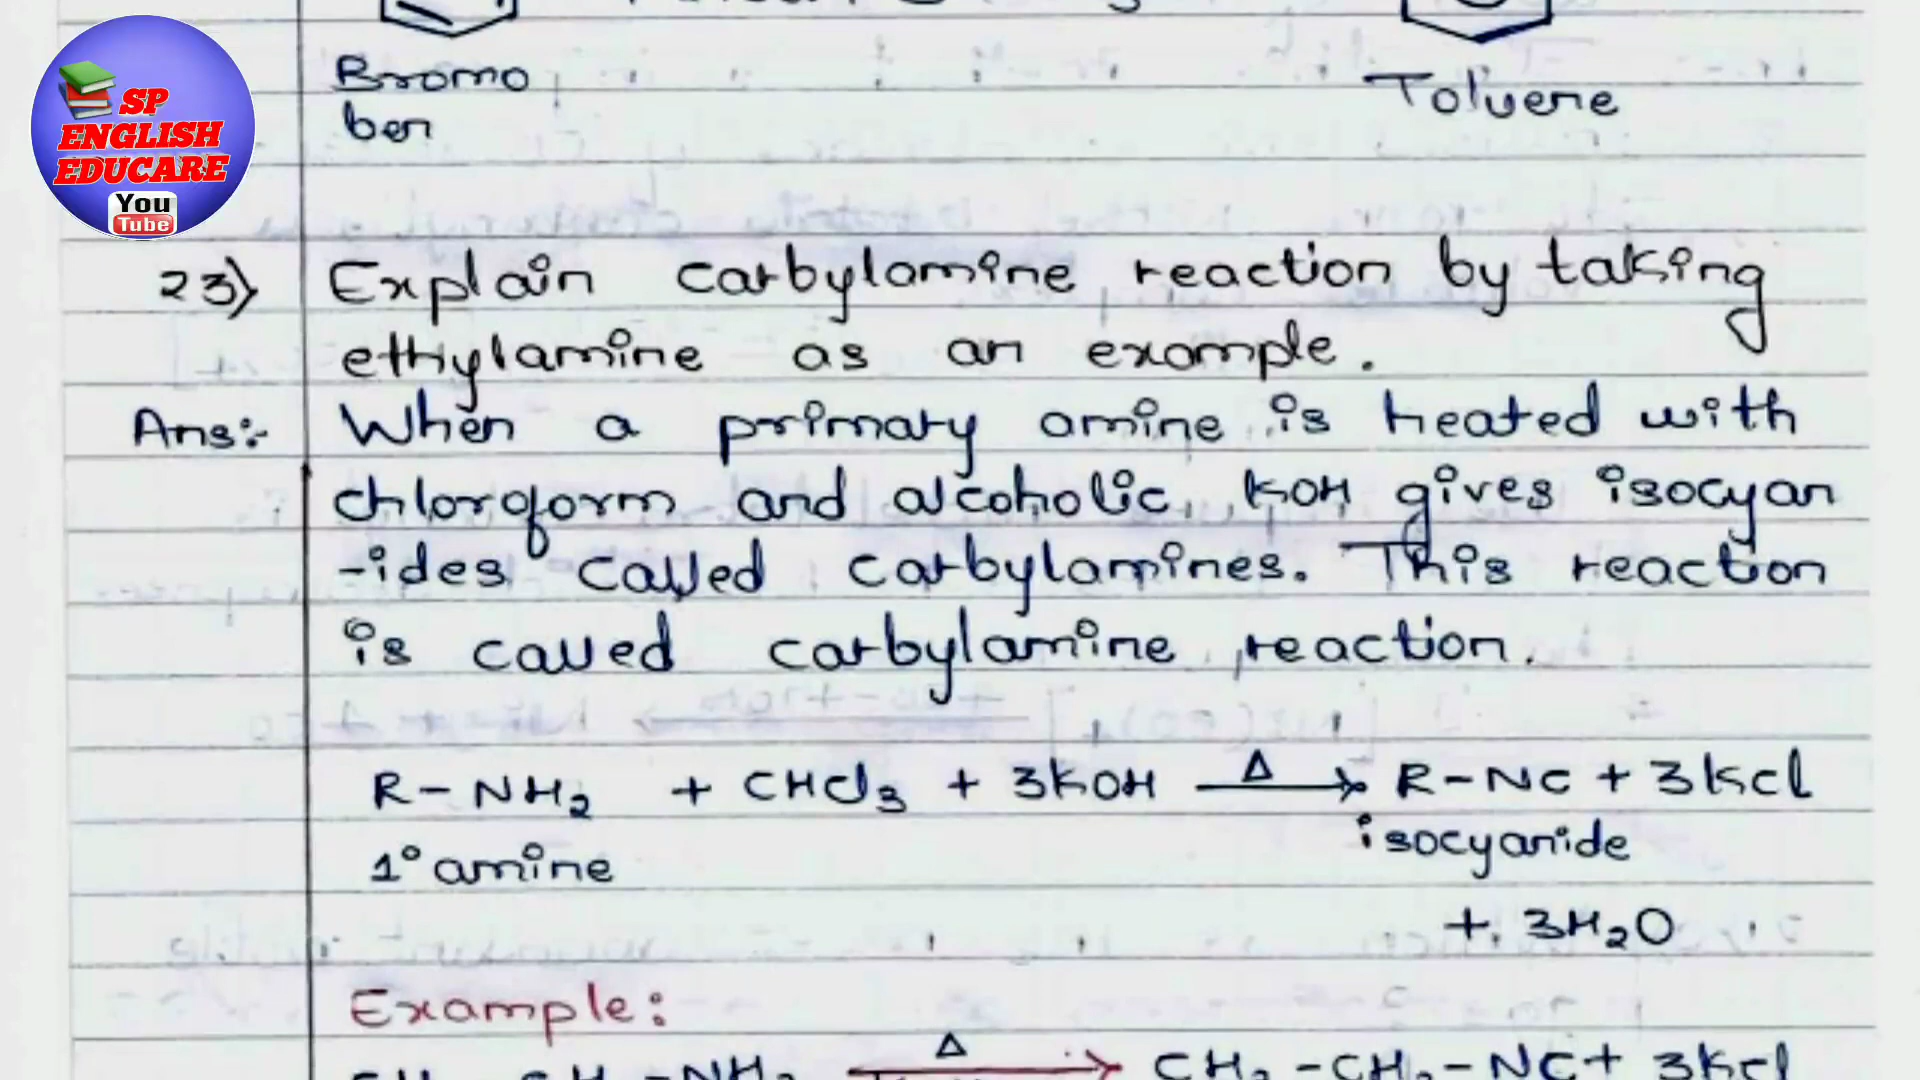 SP
ENGLISH
EDUCARE
You
Tube
Bromo
ben
Toluene
23) Explain carbylamine reaction by taking
ethylamine as an example.
Ans:- When a primary amine is heated with
chloroform and alcoholic KOH gives isocyan
-ides called carbylamines. This reaction
is called carbylamine reaction.
R-NH₂ + CHCl₃ + 3KOH Δ→ R-NC + 3KCl
1° amine isocyanide
+ 3H₂O
Example:
Δ
-NH₂ → CH₃-CH₂-NC + 3KCl